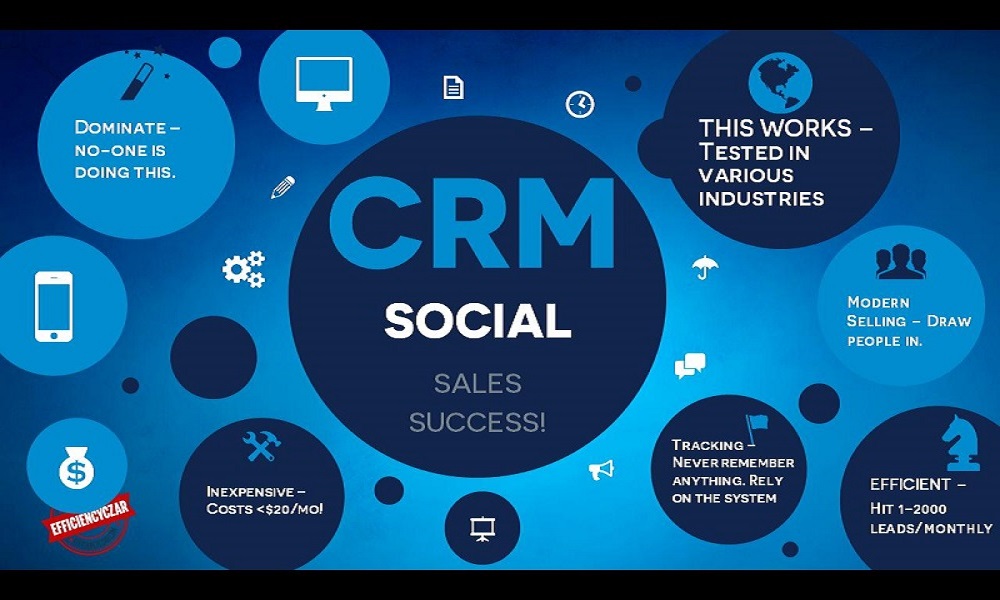 Dominate –
no-one is
doing this.
THIS WORKS –
Tested in
various
industries
CRM
SOCIAL
SALES
SUCCESS!
Modern
Selling – Draw
people in.
$
EFFICIENCYCZAR
Inexpensive –
Costs <$20/mo!
Tracking –
Never remember
anything. Rely
on the system
EFFICIENT –
Hit 1-2000
leads/monthly